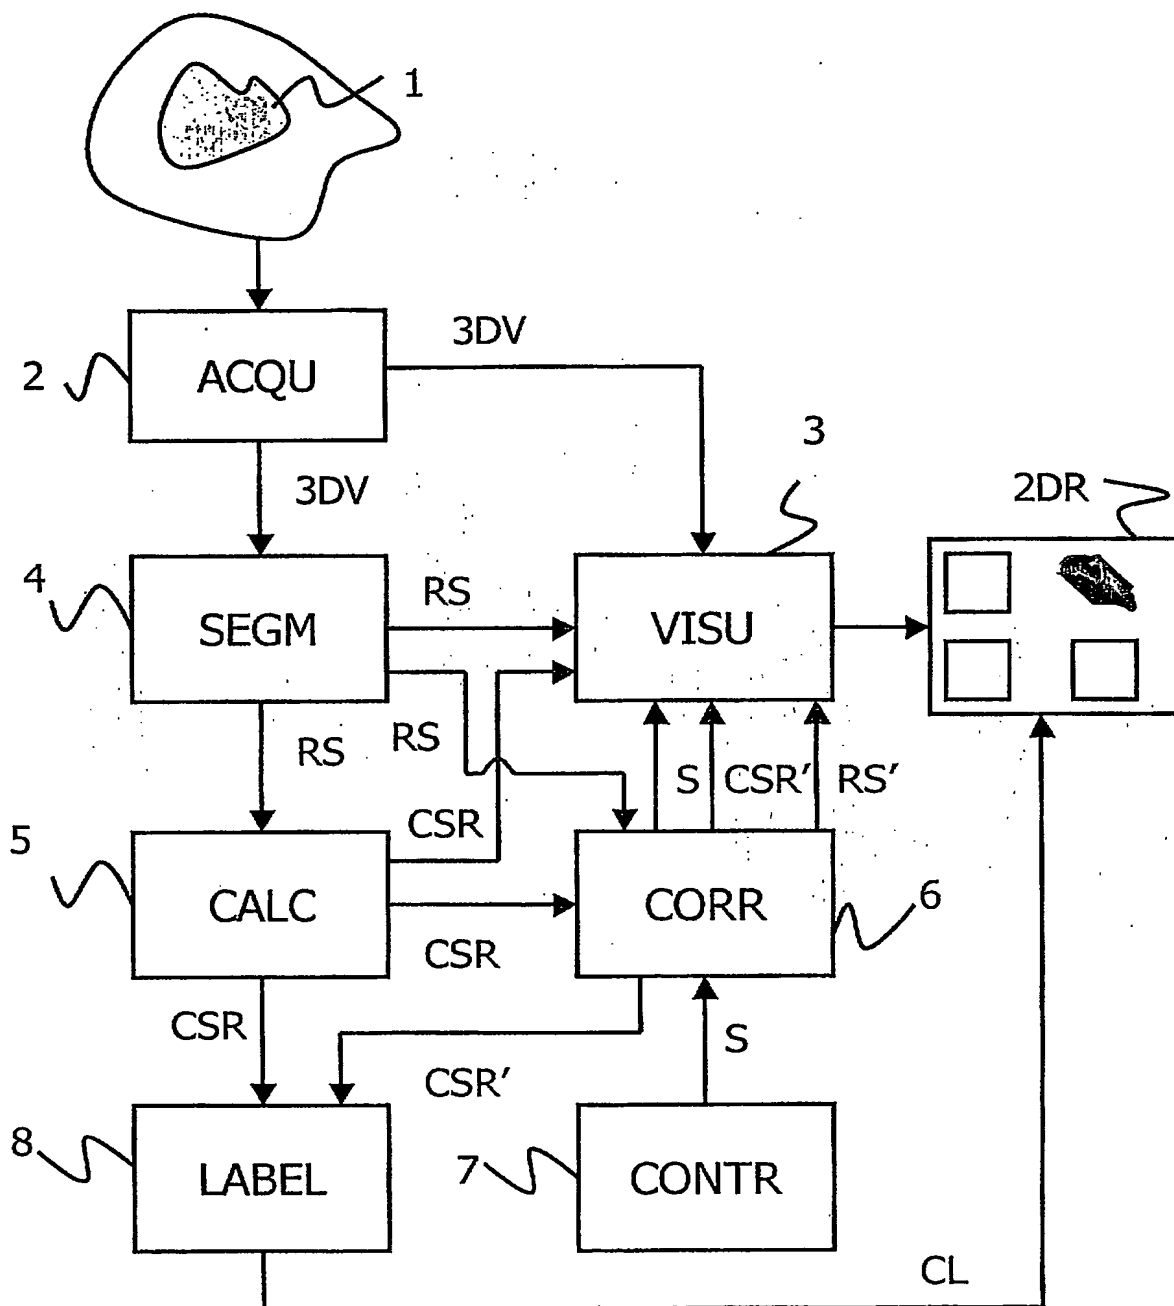 1
3DV
2
ACQU
3
3DV
2DR
4
RS
SEGM
VISU
RS
RS
S
CSR’
RS’
CSR
5
CALC
CORR
6
CSR
CSR
S
CSR’
8
LABEL
7
CONTR
CL